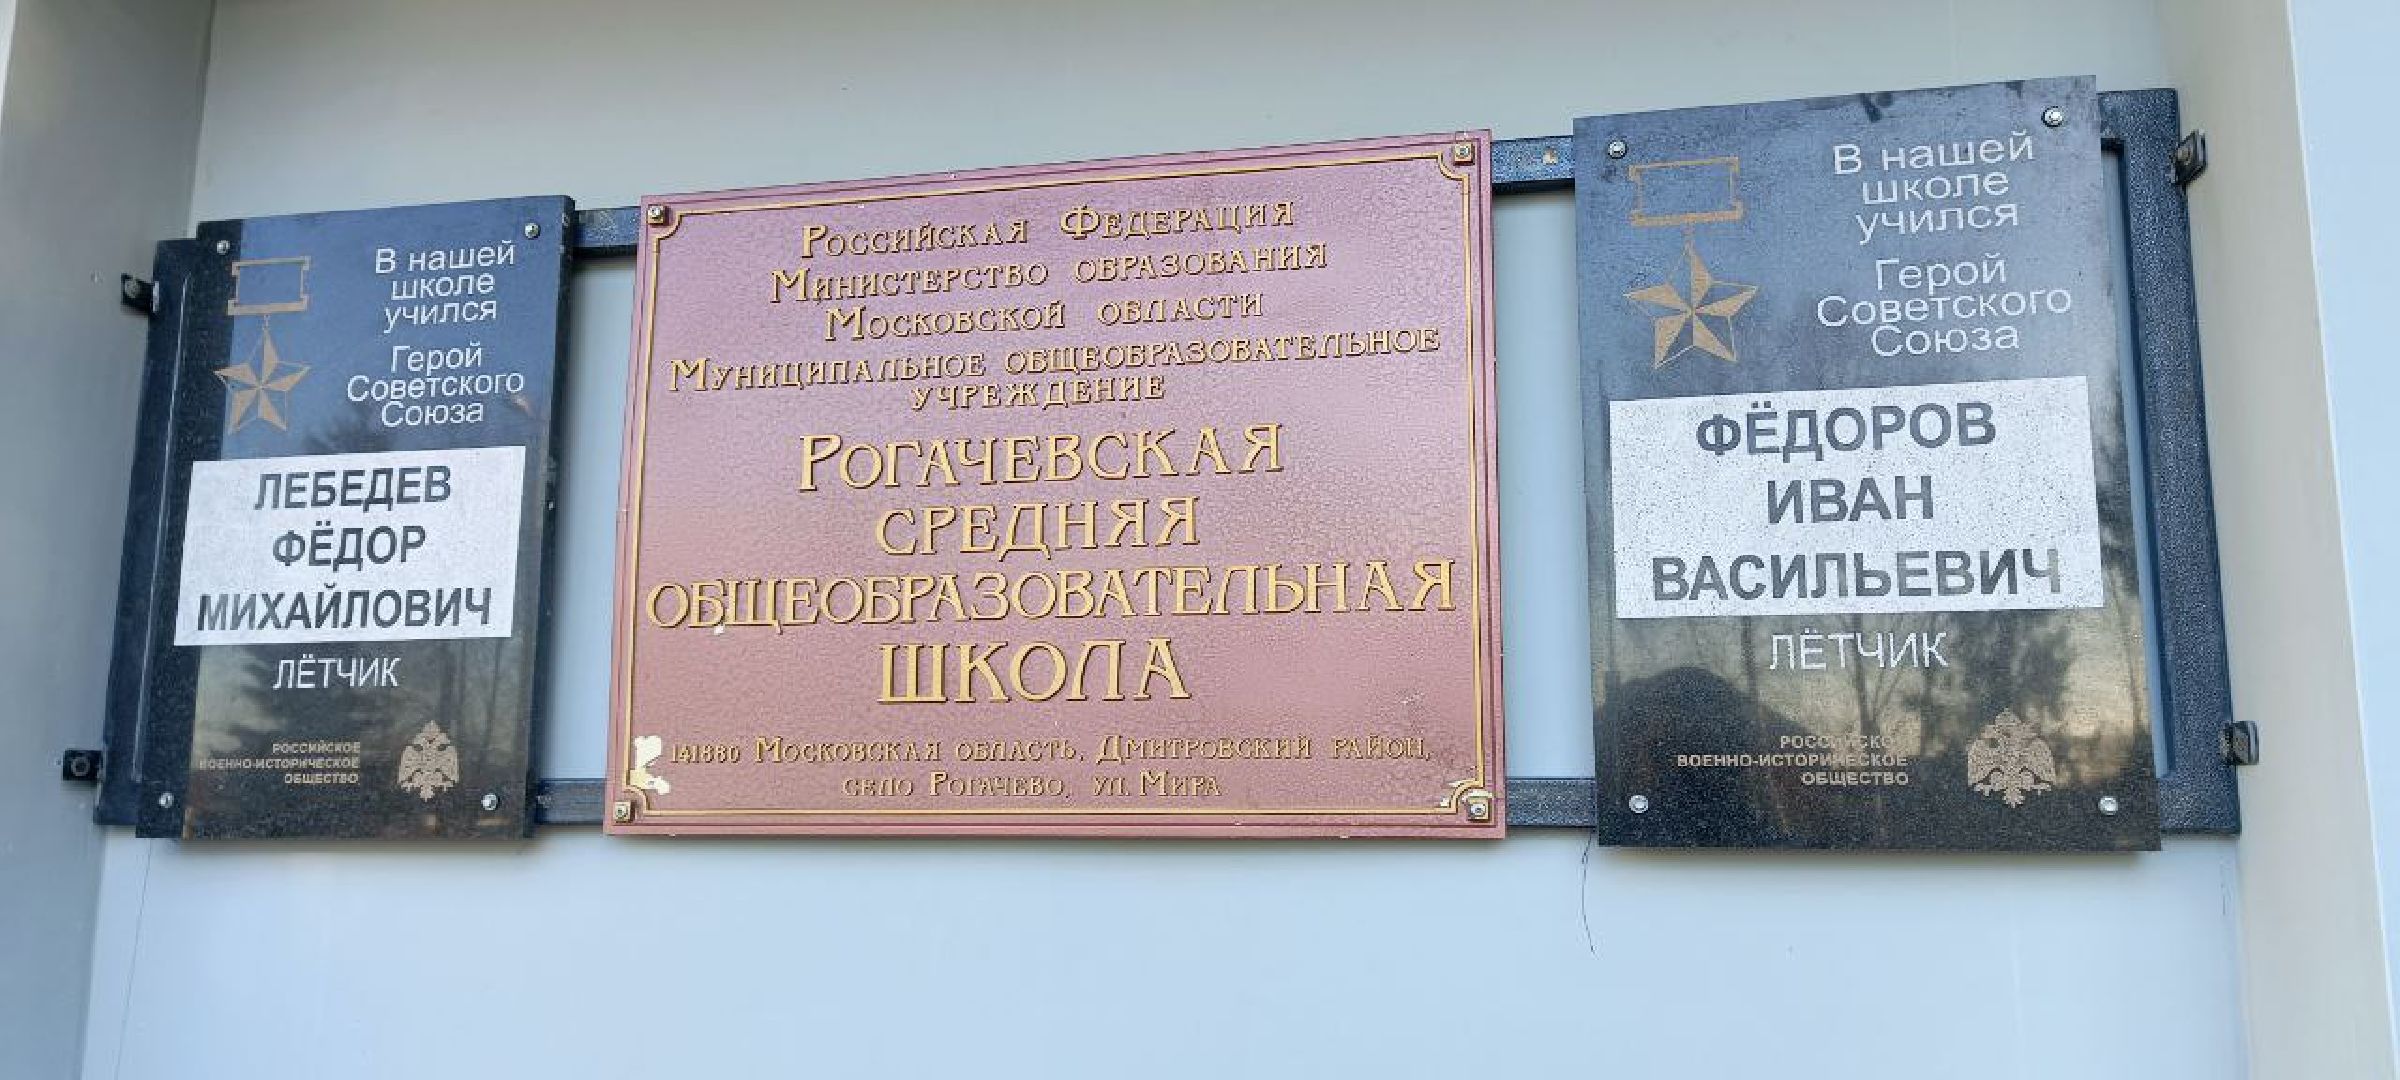 В нашей
школе
учился
Герой
Советского
Союза
ЛЕБЕДЕВ
ФЁДОР
МИХАЙЛОВИЧ
ЛЁТЧИК
РОССИЙСКОЕ
ВОЕННО-ИСТОРИЧЕСКОЕ
ОБЩЕСТВО
Российская Федерация
Министерство образования
Московской области
Муниципальное общеобразовательное
учреждение
Рогачевская
средняя
общеобразовательная
школа
141880 Московская область, Дмитровский район,
село Рогачево, ул. Мира
В нашей
школе
учился
Герой
Советского
Союза
ФЁДОРОВ
ИВАН
ВАСИЛЬЕВИЧ
ЛЁТЧИК
РОССИЙСКОЕ
ВОЕННО-ИСТОРИЧЕСКОЕ
ОБЩЕСТВО